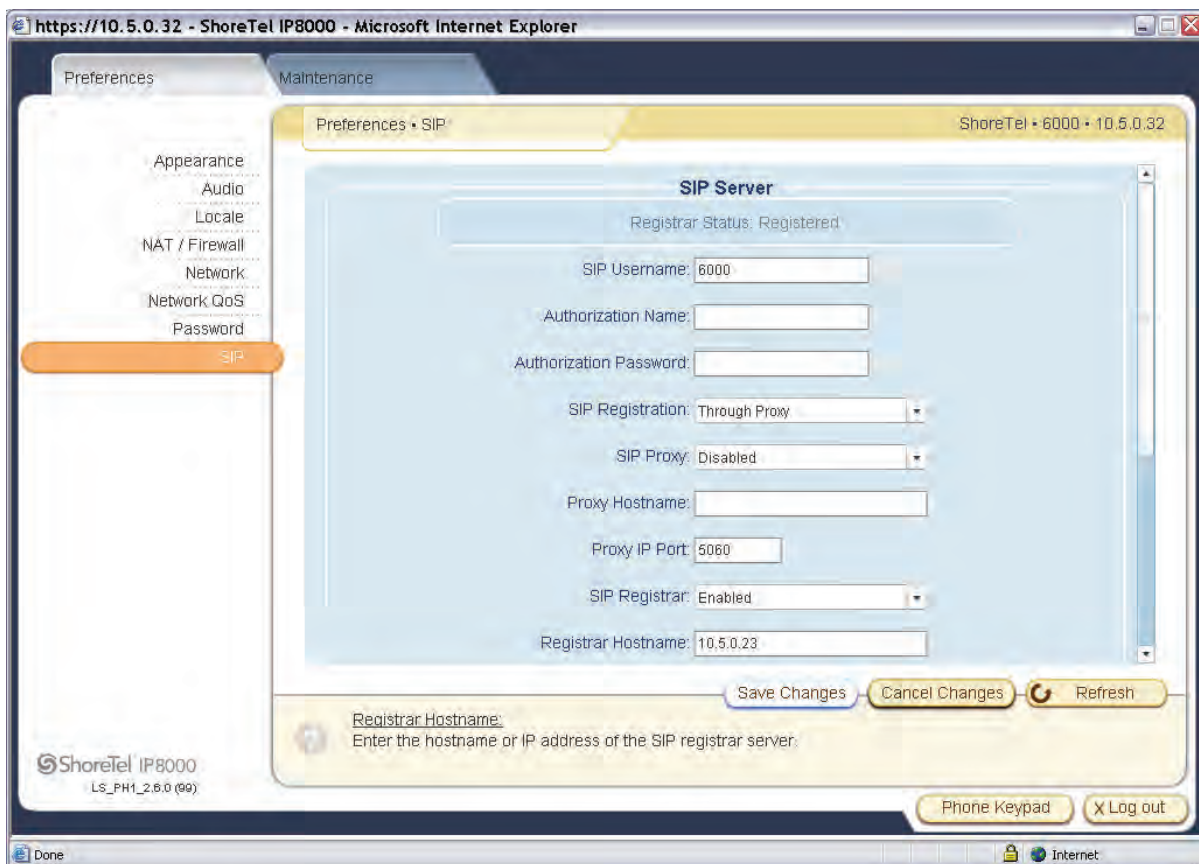 https://10.5.0.32 - ShoreTel IP8000 - Microsoft Internet Explorer
Preferences
Maintenance
Preferences • SIP
ShoreTel • 6000 • 10.5.0.32
Appearance
Audio
Locale
NAT / Firewall
Network
Network QoS
Password
SIP
SIP Server
Registrar Status: Registered
SIP Username: 6000
Authorization Name:
Authorization Password:
SIP Registration: Through Proxy
SIP Proxy: Disabled
Proxy Hostname:
Proxy IP Port: 5060
SIP Registrar: Enabled
Registrar Hostname: 10.5.0.23
Save Changes
Cancel Changes
Refresh
Registrar Hostname:
Enter the hostname or IP address of the SIP registrar server.
ShoreTel IP8000
LS_PH1_2.6.0 (99)
Phone Keypad
X Log out
Done
Internet